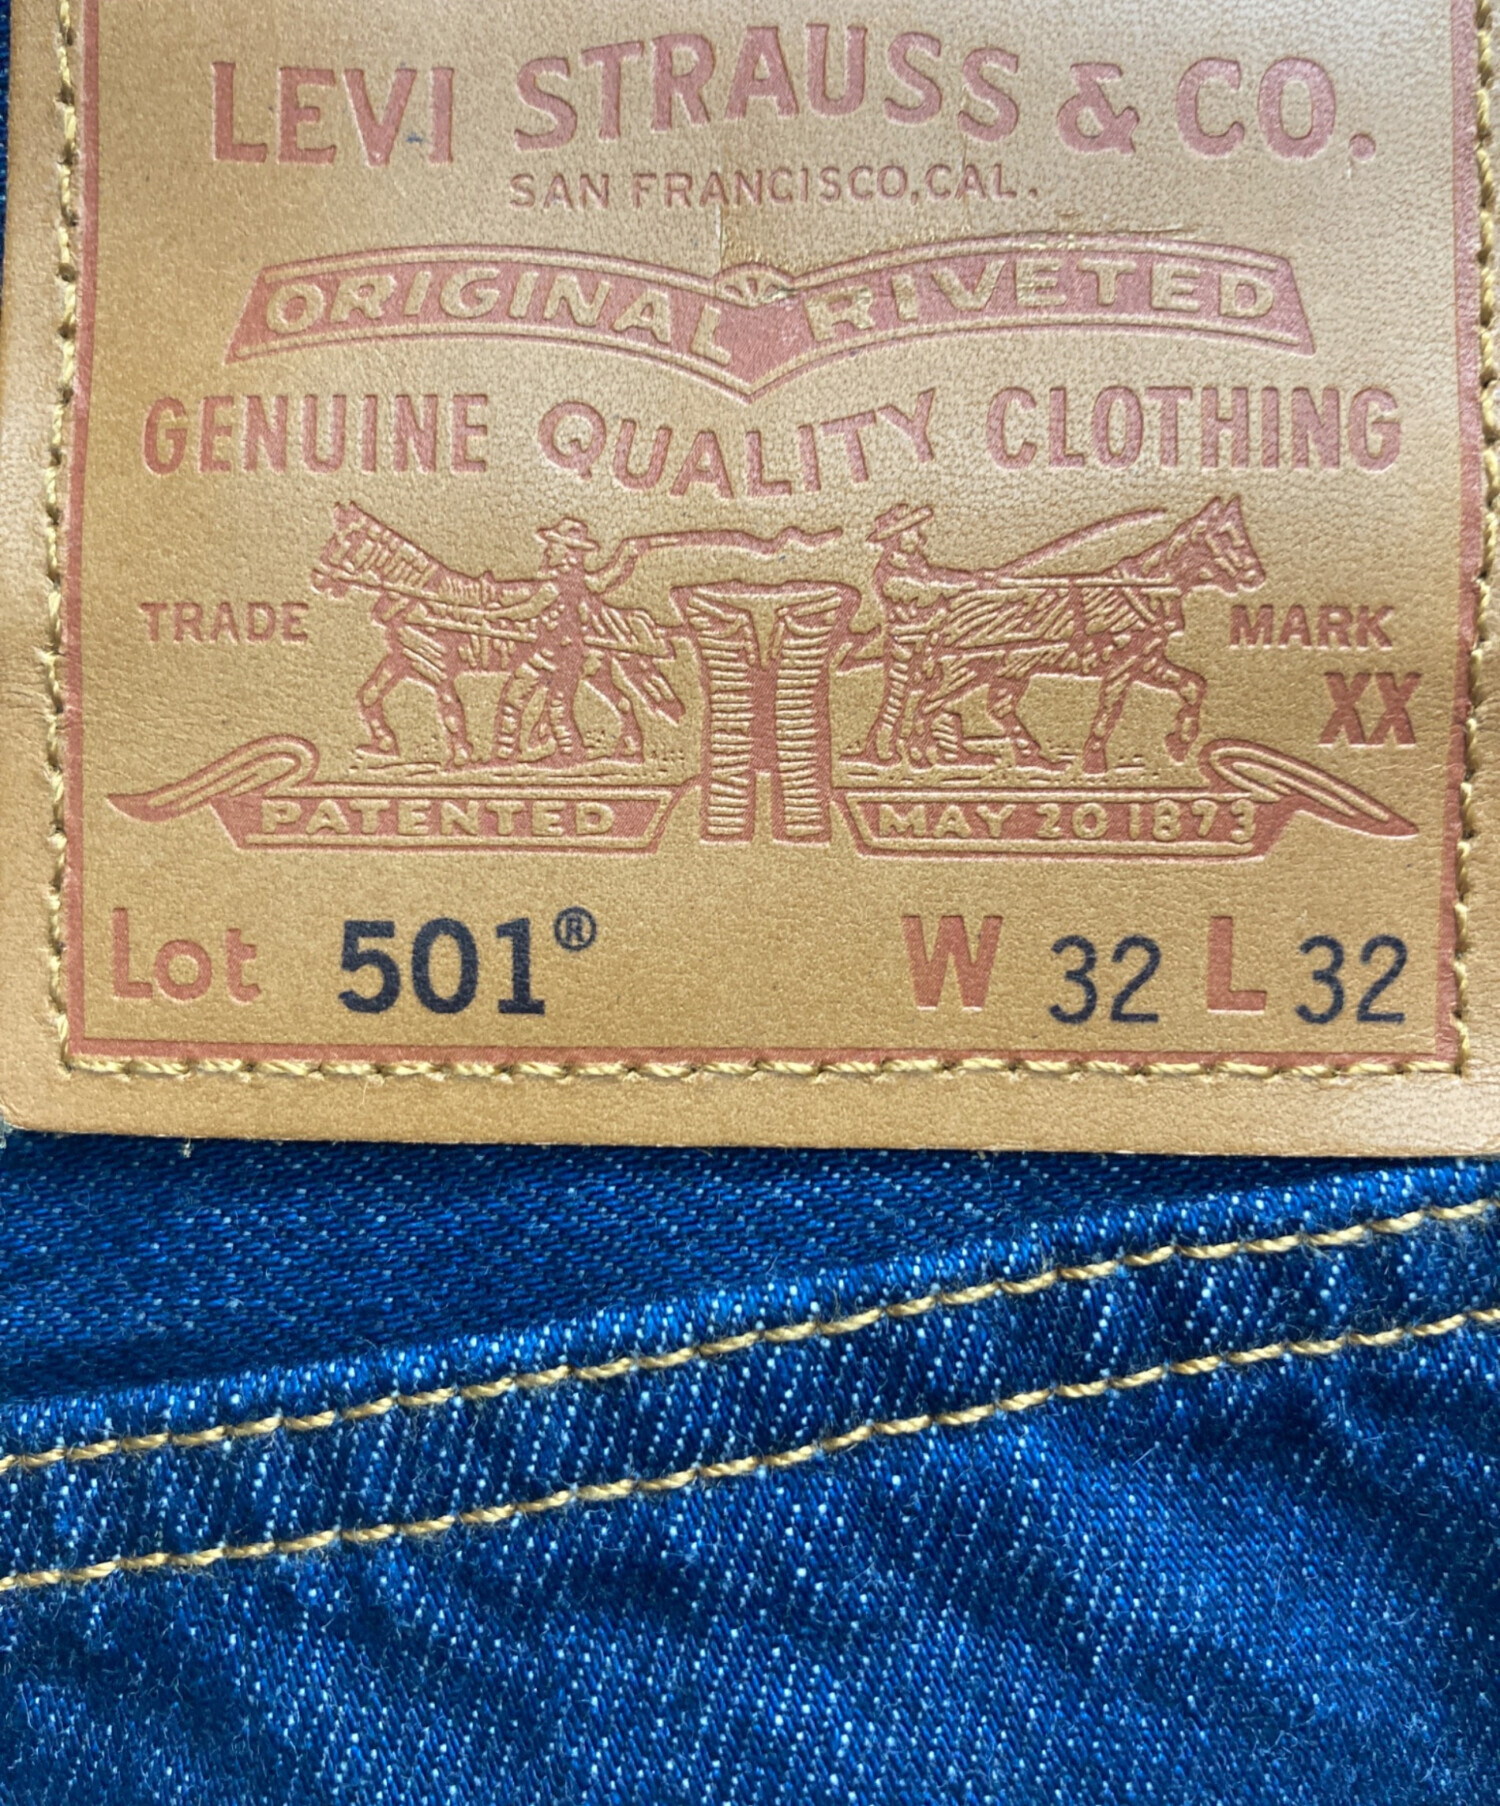 LEVI STRAUSS & CO.
SAN FRANCISCO, CAL.
ORIGINAL RIVETED
GENUINE QUALITY CLOTHING
TRADE MARK
XX
PATENTED MAY 20 1873
Lot 501® W 32 L 32